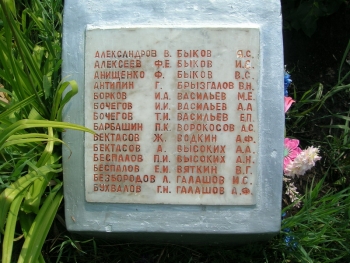 АЛЕКСАНДРОВ В. БЫКОВ Я.С.
АЛЕКСЕЕВ Ф.Е. БЫКОВ И.С.
АНИЩЕНКО Ф. БЫКОВ В.С.
АНТИПИН Г. БРЫЗГАЛОВ В.Н.
БОРКОВ И.А. ВАСИЛЬЕВ И.Е.
БОЧЕГОВ И.И. ВАСИЛЬЕВ А.А.
БОЧЕГОВ Т.И. ВАСИЛЬЕВ Е.П.
БАРБАШИН П.К. ВОРОКОСОВ Л.С.
БЕКТАСОВ Ж. ВОДКИН А.Ф.
БЕКТАСОВ Д. ВЫСОКИХ А.А.
БЕСПАЛОВ П.И. ВЫСОКИХ А.Н.
БЕСПАЛОВ Е.И. ВЯТКИН В.Г.
БЕЗБОРОДОВ Л. ГАЛАШОВ И.С.
БУХВАЛОВ Г.Н. ГАЛАШОВ А.Ф.